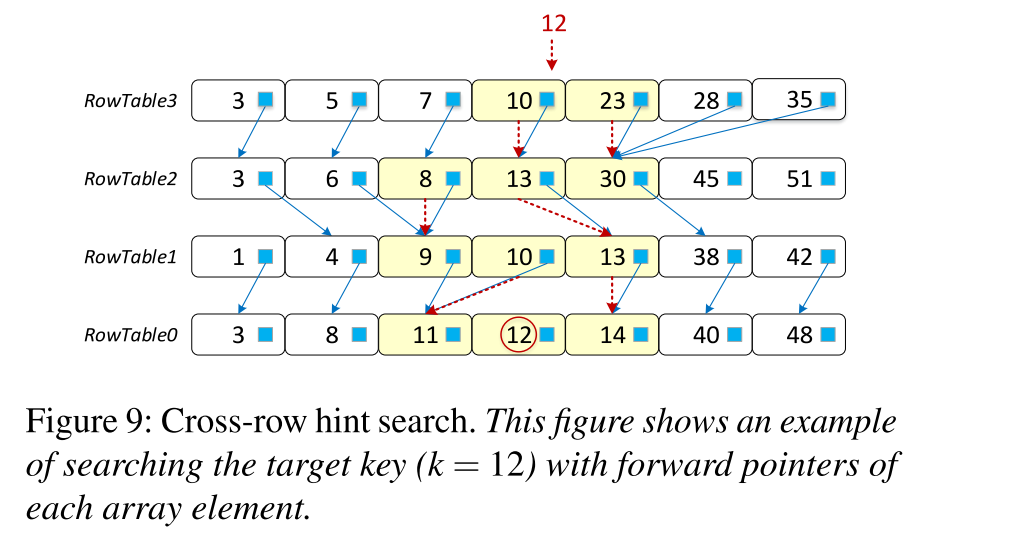 12
RowTable3 3 5 7 10 23 28 35
RowTable2 3 6 8 13 30 45 51
RowTable1 1 4 9 10 13 38 42
RowTable0 3 8 11 12 14 40 48
Figure 9: Cross-row hint search. This figure shows an example
of searching the target key (k = 12) with forward pointers of
each array element.